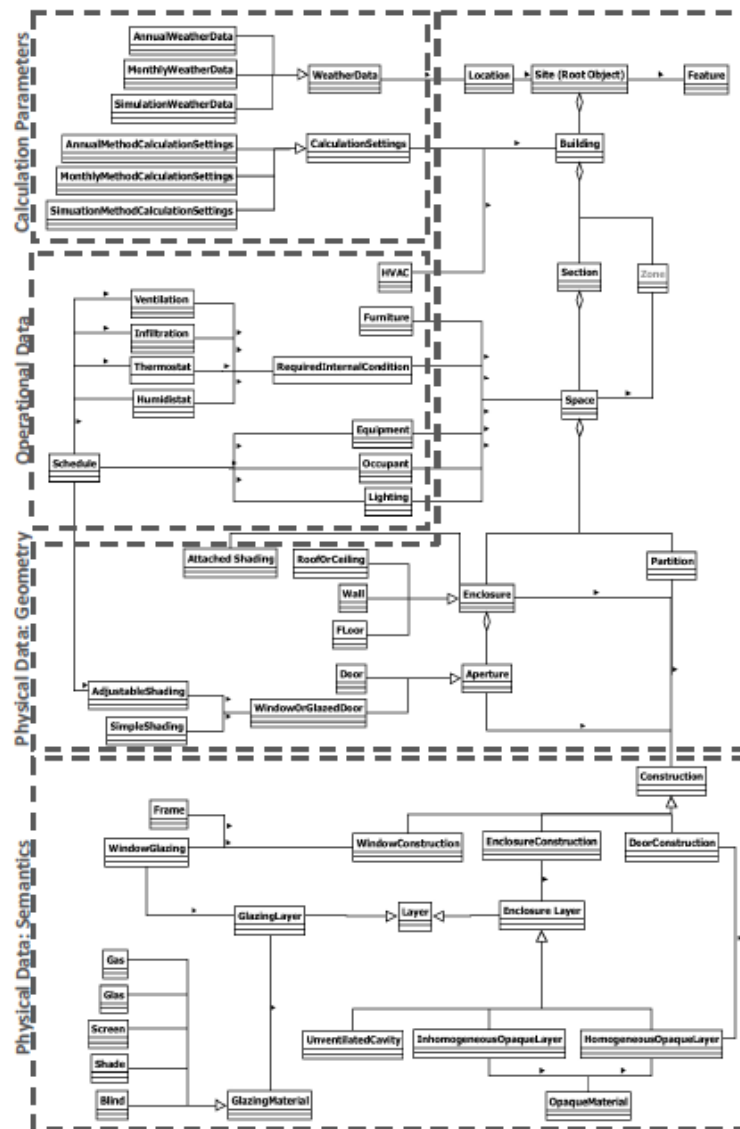 Calculation Parameters
AnnualWeatherData
MonthlyWeatherData
SimulationWeatherData
WeatherData
Location
Site (Root Object)
Feature
AnnualMethodCalculationSettings
MonthlyMethodCalculationSettings
SimuationMethodCalculationSettings
CalculationSettings
Building
Operational Data
HVAC
Section
Zone
Ventilation
Infiltration
Thermostat
Humidistat
Furniture
RequiredInternalCondition
Space
Equipment
Schedule
Occupant
Lighting
Physical Data: Geometry
Attached Shading
RoofOrCeiling
Partition
Wall
Enclosure
FLoor
Door
Aperture
AdjustableShading
WindowOrGlazedDoor
SimpleShading
Physical Data: Semantics
Construction
Frame
WindowGlazing
WindowConstruction
EnclosureConstruction
DoorConstruction
GlazingLayer
Layer
Enclosure Layer
Gas
Glas
Screen
Shade
Blind
GlazingMaterial
UnventilatedCavity
InhomogeneousOpaqueLayer
HomogeneousOpaqueLayer
OpaqueMaterial